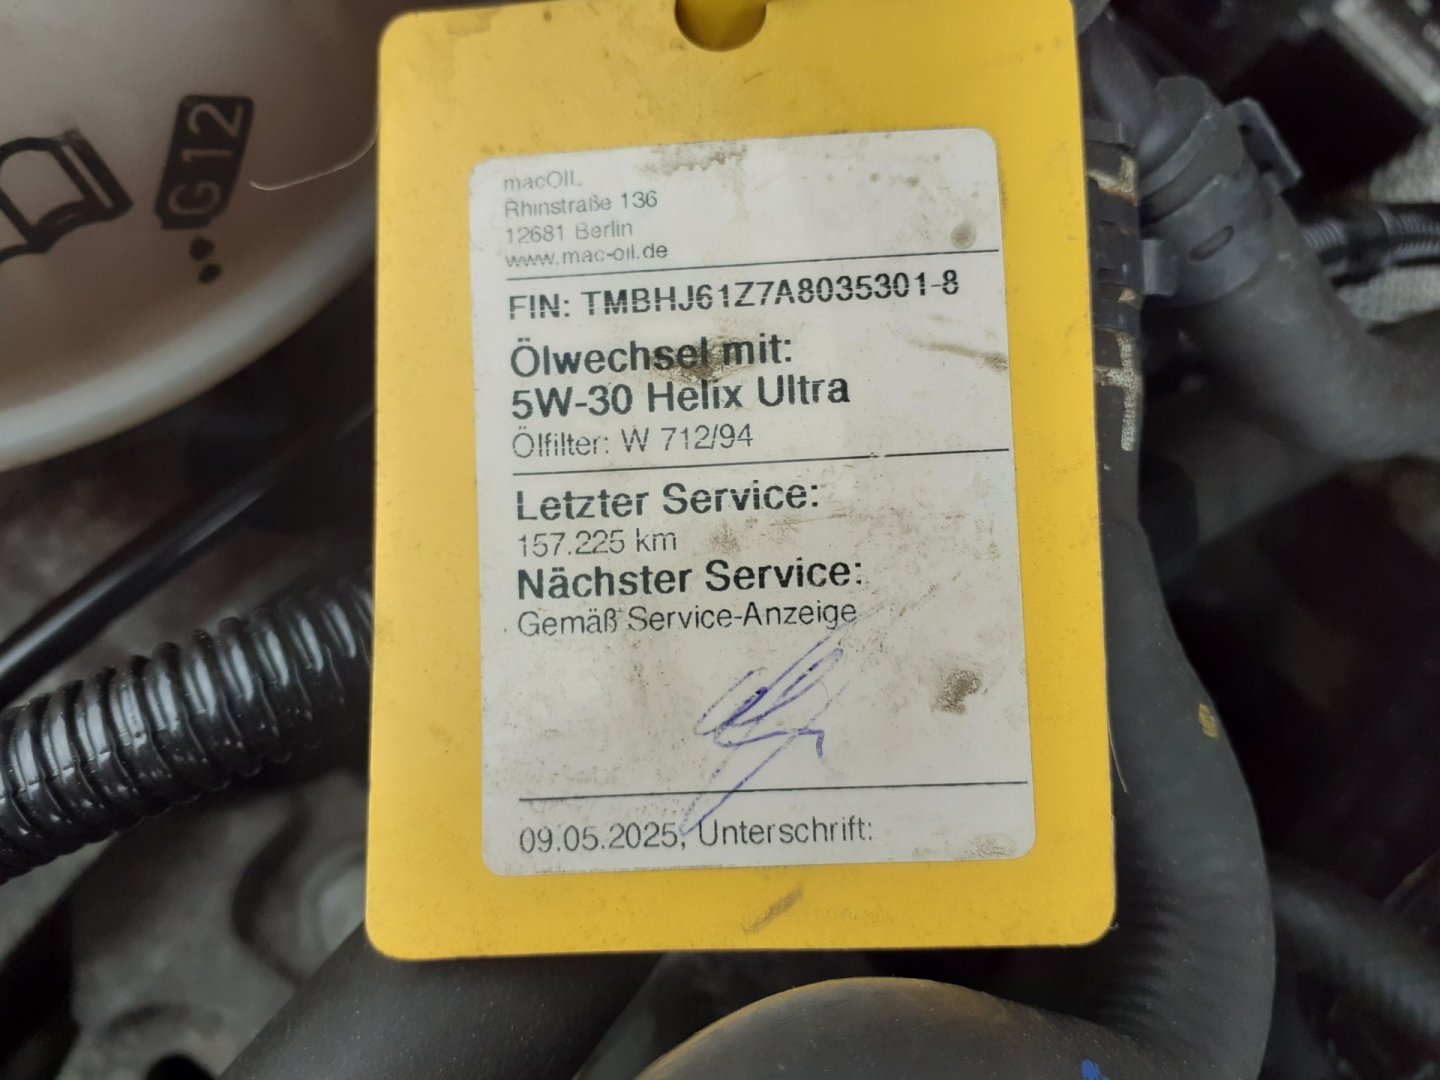 G12
macOIL
Rhinstraße 136
12681 Berlin
www.mac-oil.de
FIN: TMBHJ61Z7A8035301-8
Ölwechsel mit:
5W-30 Helix Ultra
Ölfilter: W 712/94
Letzter Service:
157.225 km
Nächster Service:
Gemäß Service-Anzeige
09.05.2025, Unterschrift: